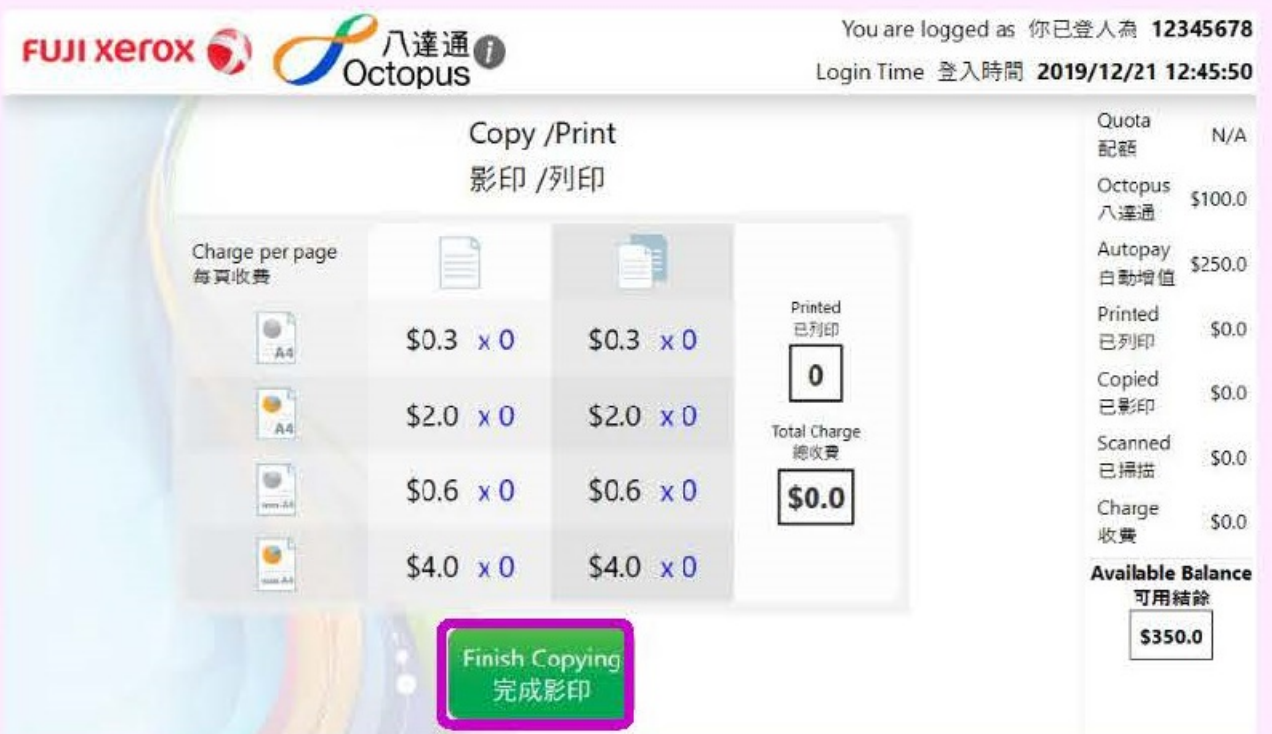 FUJI xerox
八達通
Octopus
i
You are logged as 你已登人為 12345678
Login Time 登入時間 2019/12/21 12:45:50
Copy /Print
影印 /列印
Charge per page
每頁收費
A4
$0.3 x 0
$0.3 x 0
A4
$2.0 x 0
$2.0 x 0
$0.6 x 0
$0.6 x 0
$4.0 x 0
$4.0 x 0
Printed
已列印
0
Total Charge
總收費
$0.0
Finish Copying
完成影印
Quota
配額
N/A
Octopus
八達通
$100.0
Autopay
自動增值
$250.0
Printed
已列印
$0.0
Copied
已影印
$0.0
Scanned
已掃描
$0.0
Charge
收費
$0.0
Available Balance
可用結餘
$350.0